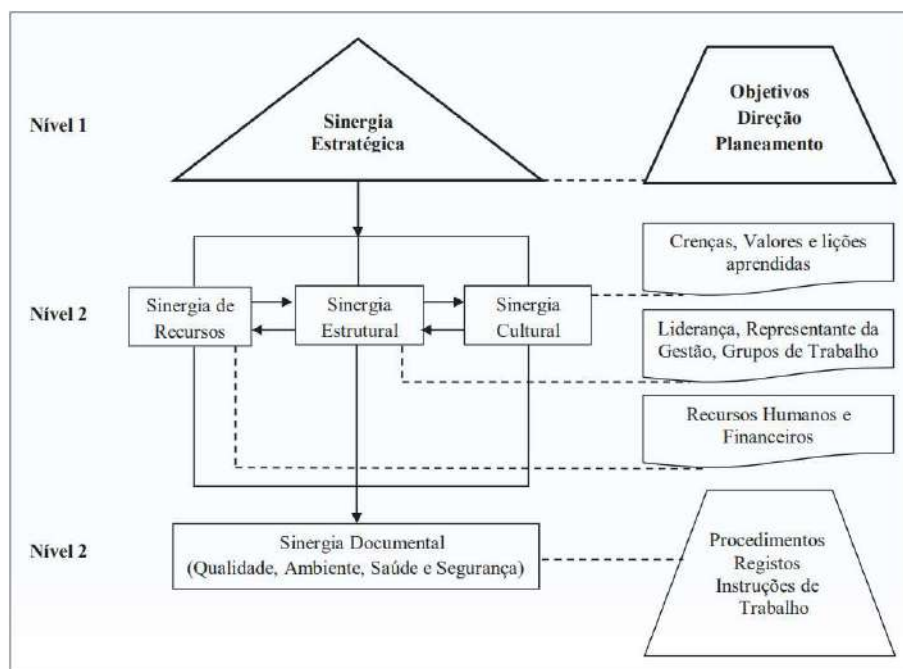 Nível 1
Sinergia
Estratégica
Objetivos
Direção
Planeamento
Nível 2
Sinergia de
Recursos
Sinergia
Estrutural
Sinergia
Cultural
Crenças, Valores e lições
aprendidas
Liderança, Representante da
Gestão, Grupos de Trabalho
Recursos Humanos e
Financeiros
Nível 2
Sinergia Documental
(Qualidade, Ambiente, Saúde e Segurança)
Procedimentos
Registos
Instruções de
Trabalho